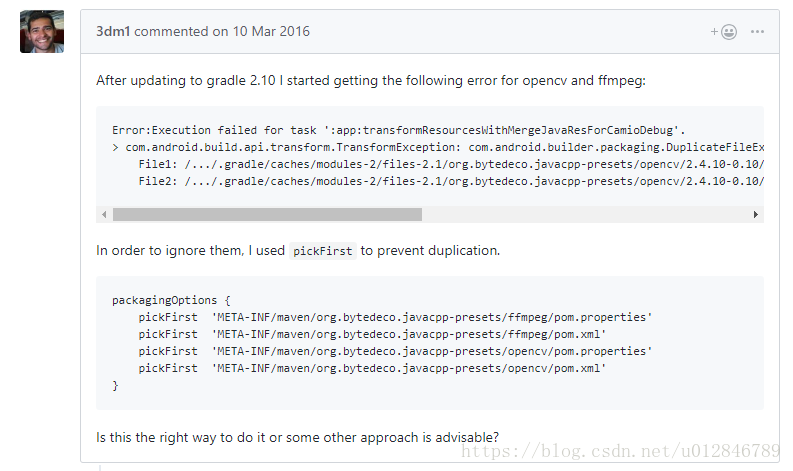 3dm1 commented on 10 Mar 2016
After updating to gradle 2.10 I started getting the following error for opencv and ffmpeg:
Error:Execution failed for task ':app:transformResourcesWithMergeJavaResForCamioDebug'.
> com.android.build.api.transform.TransformException: com.android.builder.packaging.DuplicateFileEx
File1: /.../.gradle/caches/modules-2/files-2.1/org.bytedeco.javacpp-presets/opencv/2.4.10-0.10/
File2: /.../.gradle/caches/modules-2/files-2.1/org.bytedeco.javacpp-presets/opencv/2.4.10-0.10/
In order to ignore them, I used pickFirst to prevent duplication.
packagingOptions {
pickFirst  'META-INF/maven/org.bytedeco.javacpp-presets/ffmpeg/pom.properties'
pickFirst  'META-INF/maven/org.bytedeco.javacpp-presets/ffmpeg/pom.xml'
pickFirst  'META-INF/maven/org.bytedeco.javacpp-presets/opencv/pom.properties'
pickFirst  'META-INF/maven/org.bytedeco.javacpp-presets/opencv/pom.xml'
}
Is this the right way to do it or some other approach is advisable?
https://blog.csdn.net/u012846789